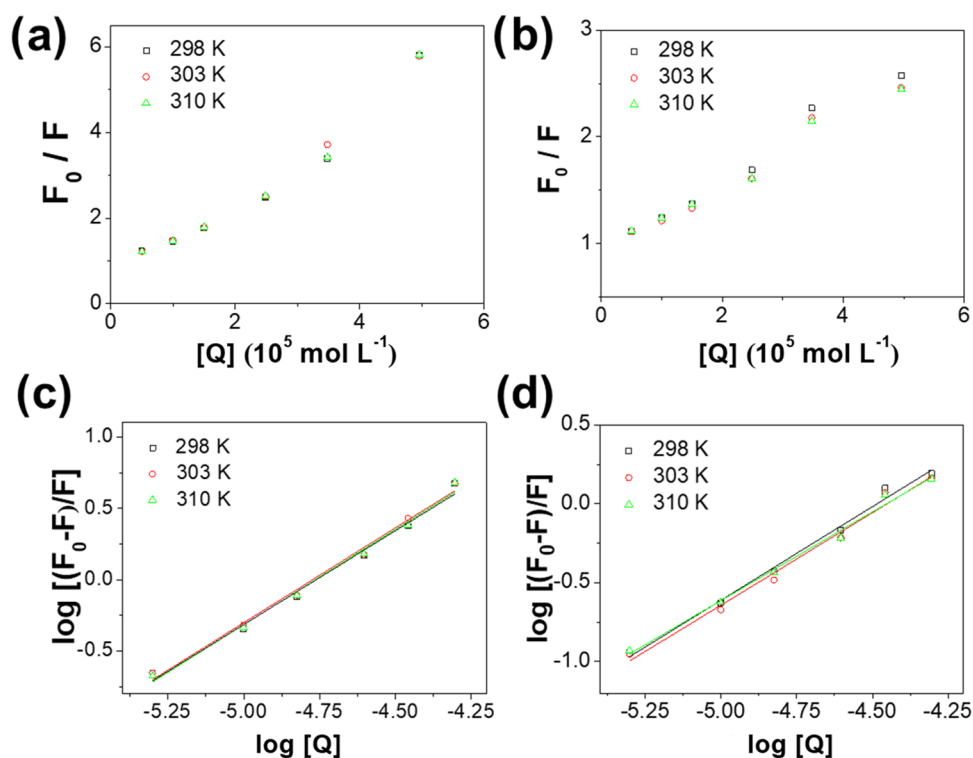 (a)
298 K
303 K
310 K
F0 / F
6
4
2
0
0 2 4 6
[Q] (10^5 mol L^-1)
(b)
298 K
303 K
310 K
F0 / F
3
2
1
0 2 4 6
[Q] (10^5 mol L^-1)
(c)
298 K
303 K
310 K
log [(F0-F)/F]
1.0
0.5
0.0
-0.5
-5.25 -5.00 -4.75 -4.50 -4.25
log [Q]
(d)
298 K
303 K
310 K
log [(F0-F)/F]
0.5
0.0
-0.5
-1.0
-5.25 -5.00 -4.75 -4.50 -4.25
log [Q]